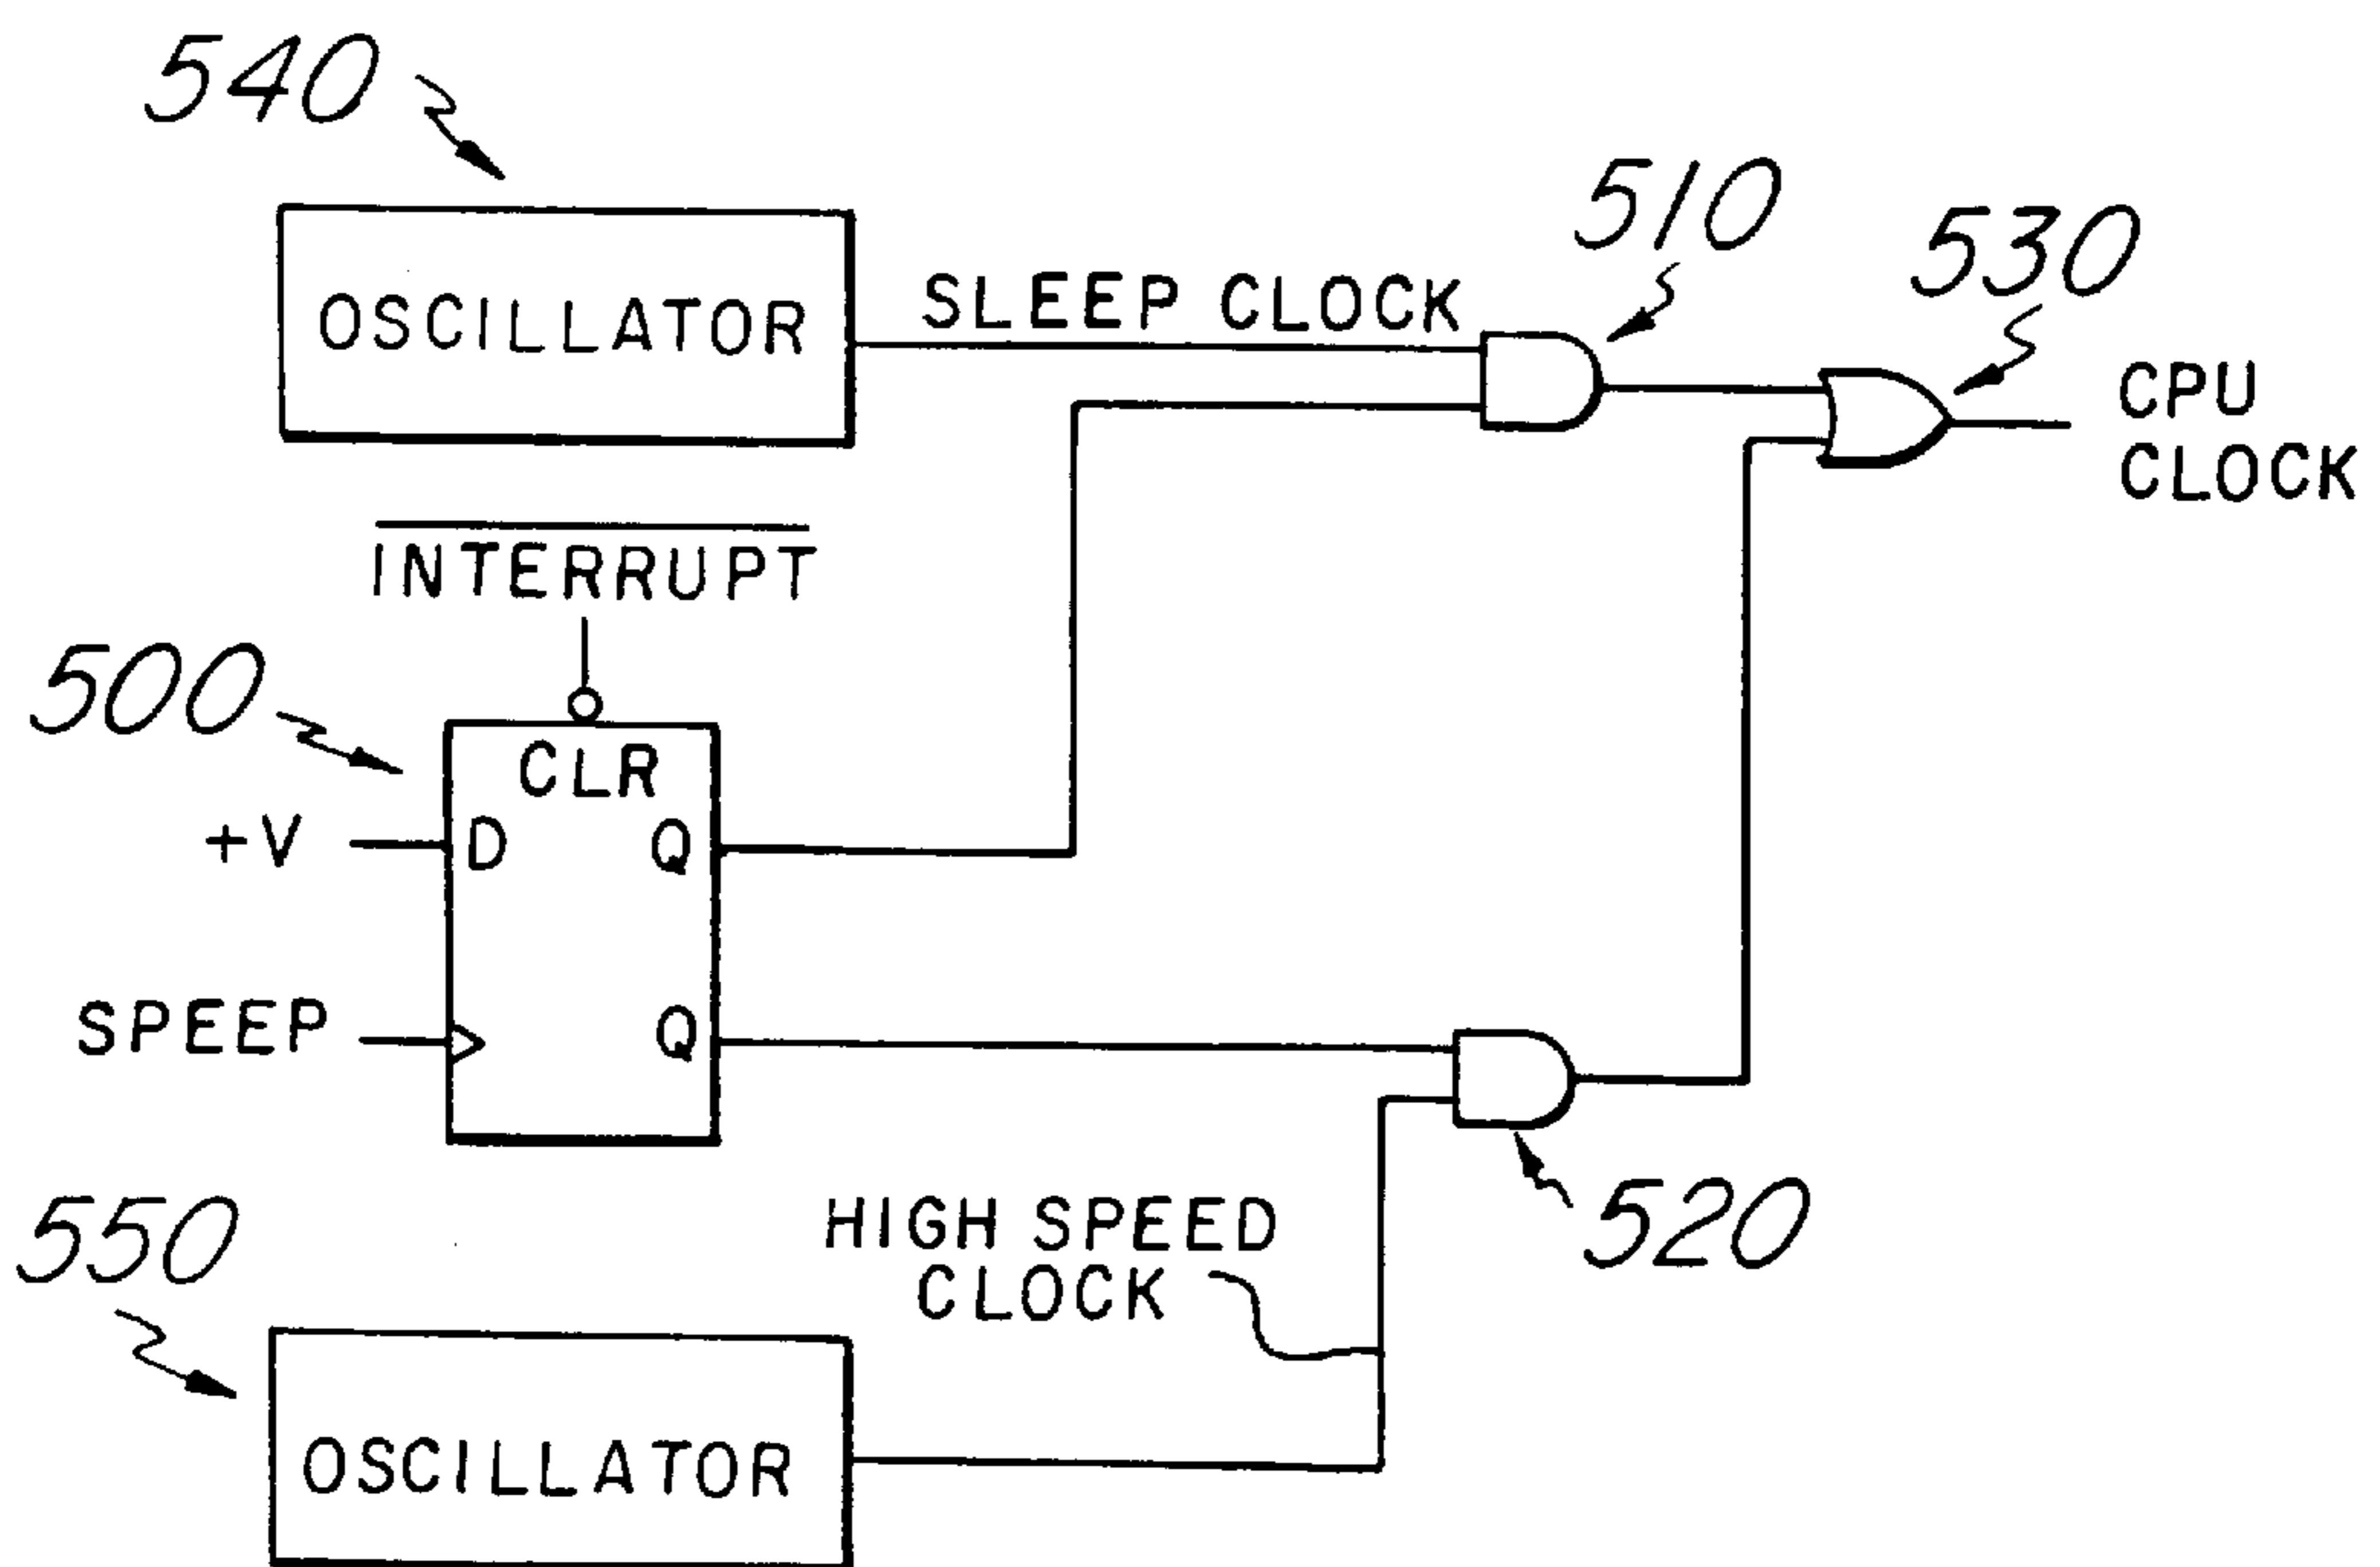 540
510
530
OSCILLATOR
SLEEP CLOCK
CPU
CLOCK
INTERRUPT
500
CLR
+V
D
Q
SPEEP
Q
550
HIGH SPEED
CLOCK
520
OSCILLATOR